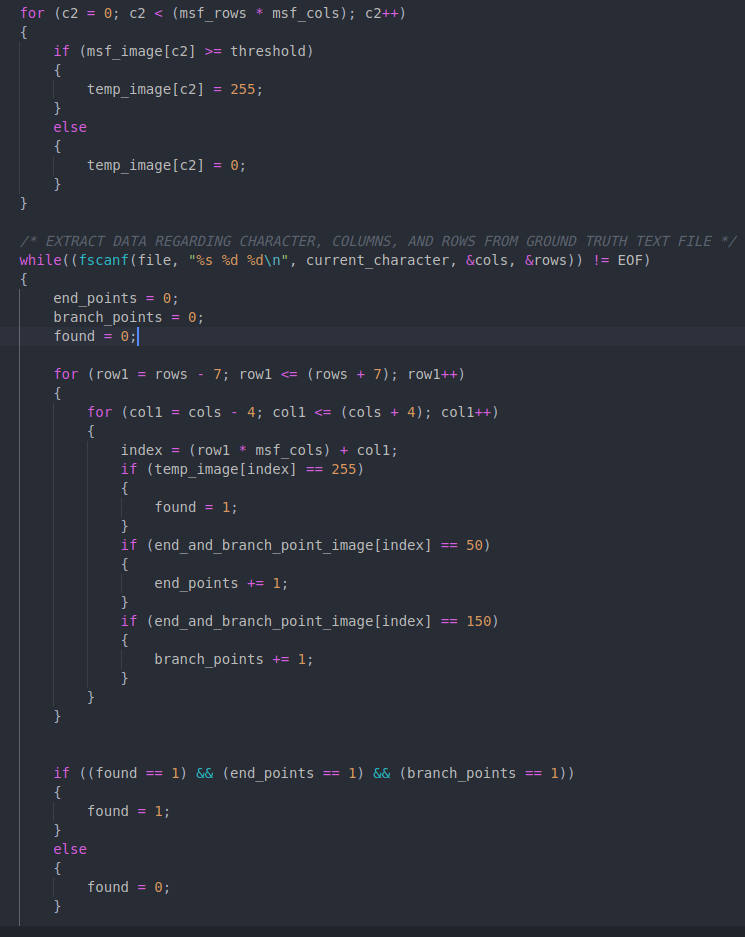 for (c2 = 0; c2 < (msf_rows * msf_cols); c2++)
{
    if (msf_image[c2] >= threshold)
    {
        temp_image[c2] = 255;
    }
    else
    {
        temp_image[c2] = 0;
    }
}

/* EXTRACT DATA REGARDING CHARACTER, COLUMNS, AND ROWS FROM GROUND TRUTH TEXT FILE */
while((fscanf(file, "%s %d %d\n", current_character, &cols, &rows)) != EOF)
{
    end_points = 0;
    branch_points = 0;
    found = 0;

    for (row1 = rows - 7; row1 <= (rows + 7); row1++)
    {
        for (col1 = cols - 4; col1 <= (cols + 4); col1++)
        {
            index = (row1 * msf_cols) + col1;
            if (temp_image[index] == 255)
            {
                found = 1;
            }
            if (end_and_branch_point_image[index] == 50)
            {
                end_points += 1;
            }
            if (end_and_branch_point_image[index] == 150)
            {
                branch_points += 1;
            }
        }
    }


    if ((found == 1) && (end_points == 1) && (branch_points == 1))
    {
        found = 1;
    }
    else
    {
        found = 0;
    }